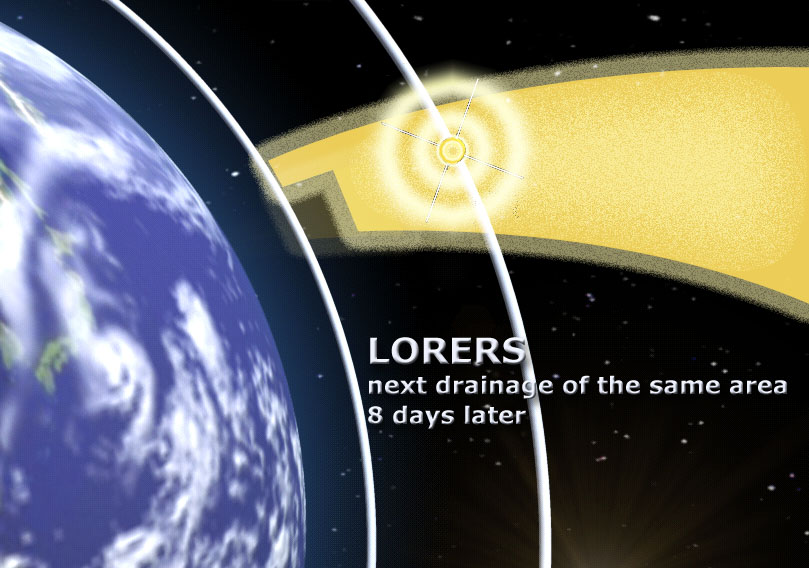 LORERS
next drainage of the same area
8 days later